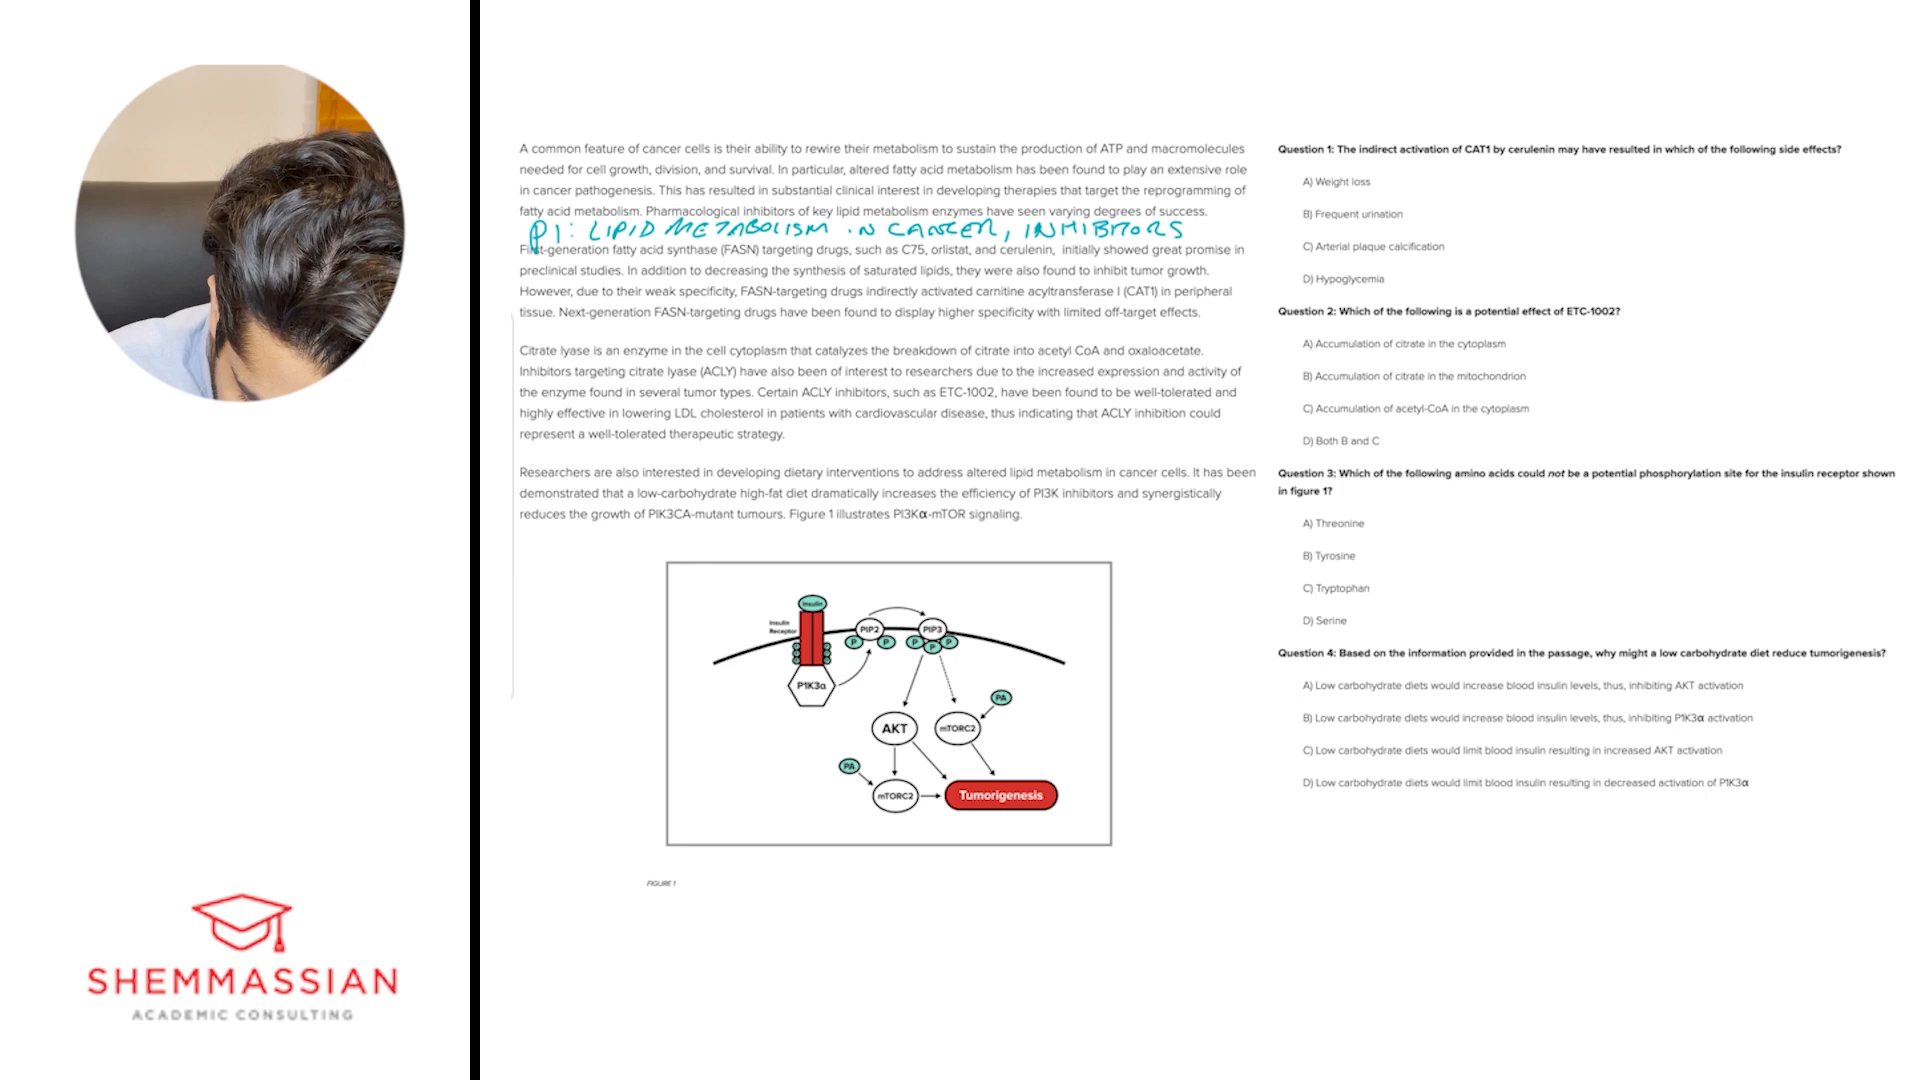 A common feature of cancer cells is their ability to rewire their metabolism to sustain the production of ATP and macromolecules
needed for cell growth, division, and survival. In particular, altered fatty acid metabolism has been found to play an extensive role
in cancer pathogenesis. This has resulted in substantial clinical interest in developing therapies that target the reprogramming of
fatty acid metabolism. Pharmacological inhibitors of key lipid metabolism enzymes have seen varying degrees of success.
P1: LIPID METABOLISM IN CANCER, INHIBITORS
First-generation fatty acid synthase (FASN) targeting drugs, such as C75, orlistat, and cerulenin, initially showed great promise in
preclinical studies. In addition to decreasing the synthesis of saturated lipids, they were also found to inhibit tumor growth.
However, due to their weak specificity, FASN-targeting drugs indirectly activated carnitine acyltransferase I (CAT1) in peripheral
tissue. Next-generation FASN-targeting drugs have been found to display higher specificity with limited off-target effects.
Citrate lyase is an enzyme in the cell cytoplasm that catalyzes the breakdown of citrate into acetyl CoA and oxaloacetate.
Inhibitors targeting citrate lyase (ACLY) have also been of interest to researchers due to the increased expression and activity of
the enzyme found in several tumor types. Certain ACLY inhibitors, such as ETC-1002, have been found to be well-tolerated and
highly effective in lowering LDL cholesterol in patients with cardiovascular disease, thus indicating that ACLY inhibition could
represent a well-tolerated therapeutic strategy.
Researchers are also interested in developing dietary interventions to address altered lipid metabolism in cancer cells. It has been
demonstrated that a low-carbohydrate high-fat diet dramatically increases the efficiency of PI3K inhibitors and synergistically
reduces the growth of PIK3CA-mutant tumours. Figure 1 illustrates PI3Kα-mTOR signaling.
Insulin
Insulin
Receptor
PIP2
PIP3
P
P
P
P
P
P1K3α
PA
AKT
mTORC2
PA
mTORC2
Tumorigenesis
FIGURE 1
Question 1: The indirect activation of CAT1 by cerulenin may have resulted in which of the following side effects?
A) Weight loss
B) Frequent urination
C) Arterial plaque calcification
D) Hypoglycemia
Question 2: Which of the following is a potential effect of ETC-1002?
A) Accumulation of citrate in the cytoplasm
B) Accumulation of citrate in the mitochondrion
C) Accumulation of acetyl-CoA in the cytoplasm
D) Both B and C
Question 3: Which of the following amino acids could not be a potential phosphorylation site for the insulin receptor shown
in figure 1?
A) Threonine
B) Tyrosine
C) Tryptophan
D) Serine
Question 4: Based on the information provided in the passage, why might a low carbohydrate diet reduce tumorigenesis?
A) Low carbohydrate diets would increase blood insulin levels, thus, inhibiting AKT activation
B) Low carbohydrate diets would increase blood insulin levels, thus, inhibiting P1K3α activation
C) Low carbohydrate diets would limit blood insulin resulting in increased AKT activation
D) Low carbohydrate diets would limit blood insulin resulting in decreased activation of P1K3α
SHEMMASSIAN
ACADEMIC CONSULTING